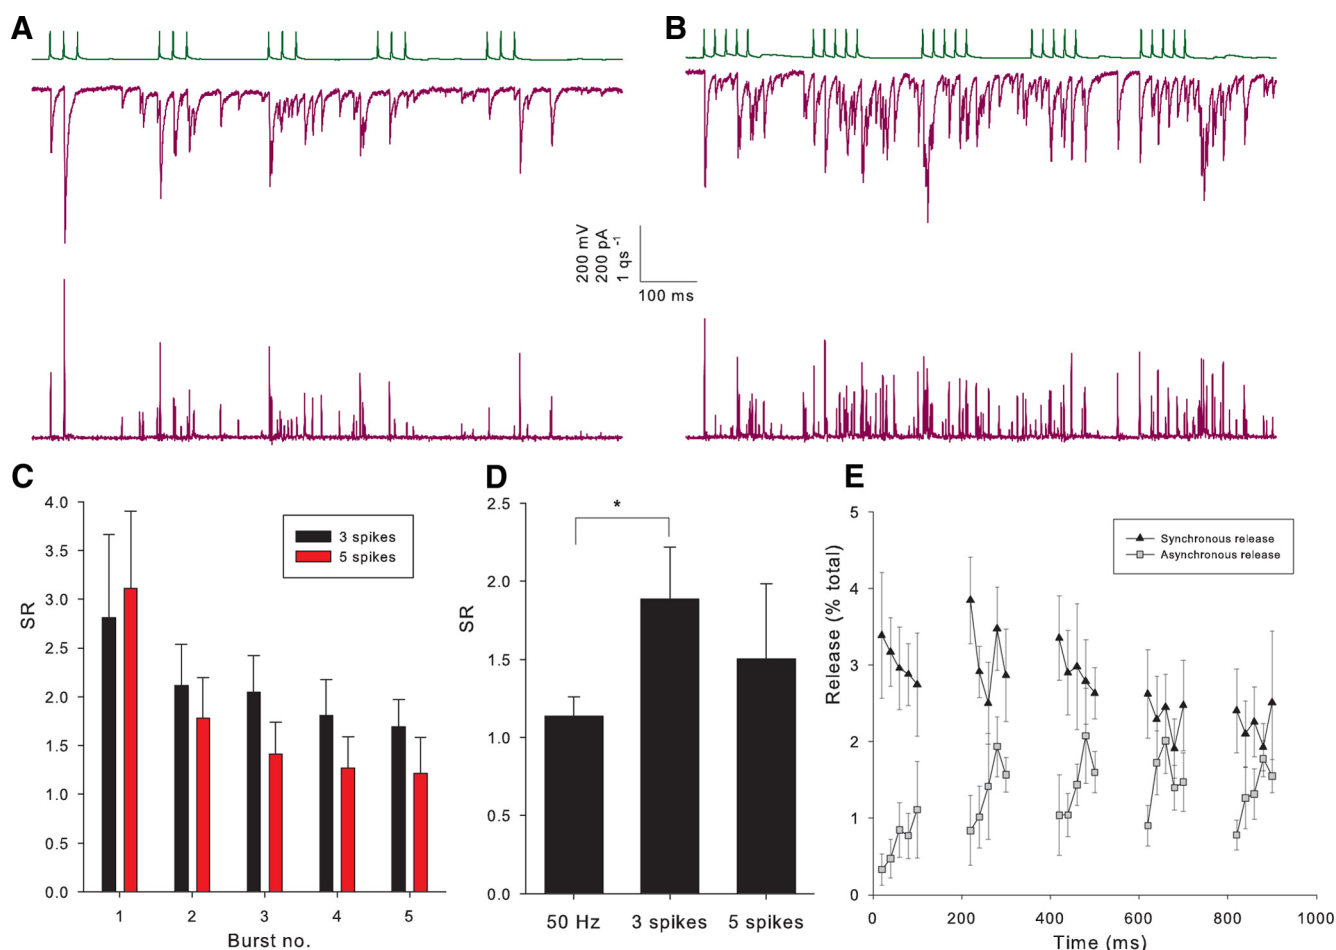 A
B
200 mV
200 pA
1 qs⁻¹
100 ms
C
4.0
3.5
3.0
2.5
2.0
1.5
1.0
0.5
0.0
SR
3 spikes
5 spikes
1 2 3 4 5
Burst no.
D
2.5
2.0
1.5
1.0
0.5
0.0
SR
*
50 Hz 3 spikes 5 spikes
E
5
4
3
2
1
0
Release (% total)
Synchronous release
Asynchronous release
0 200 400 600 800 1000
Time (ms)